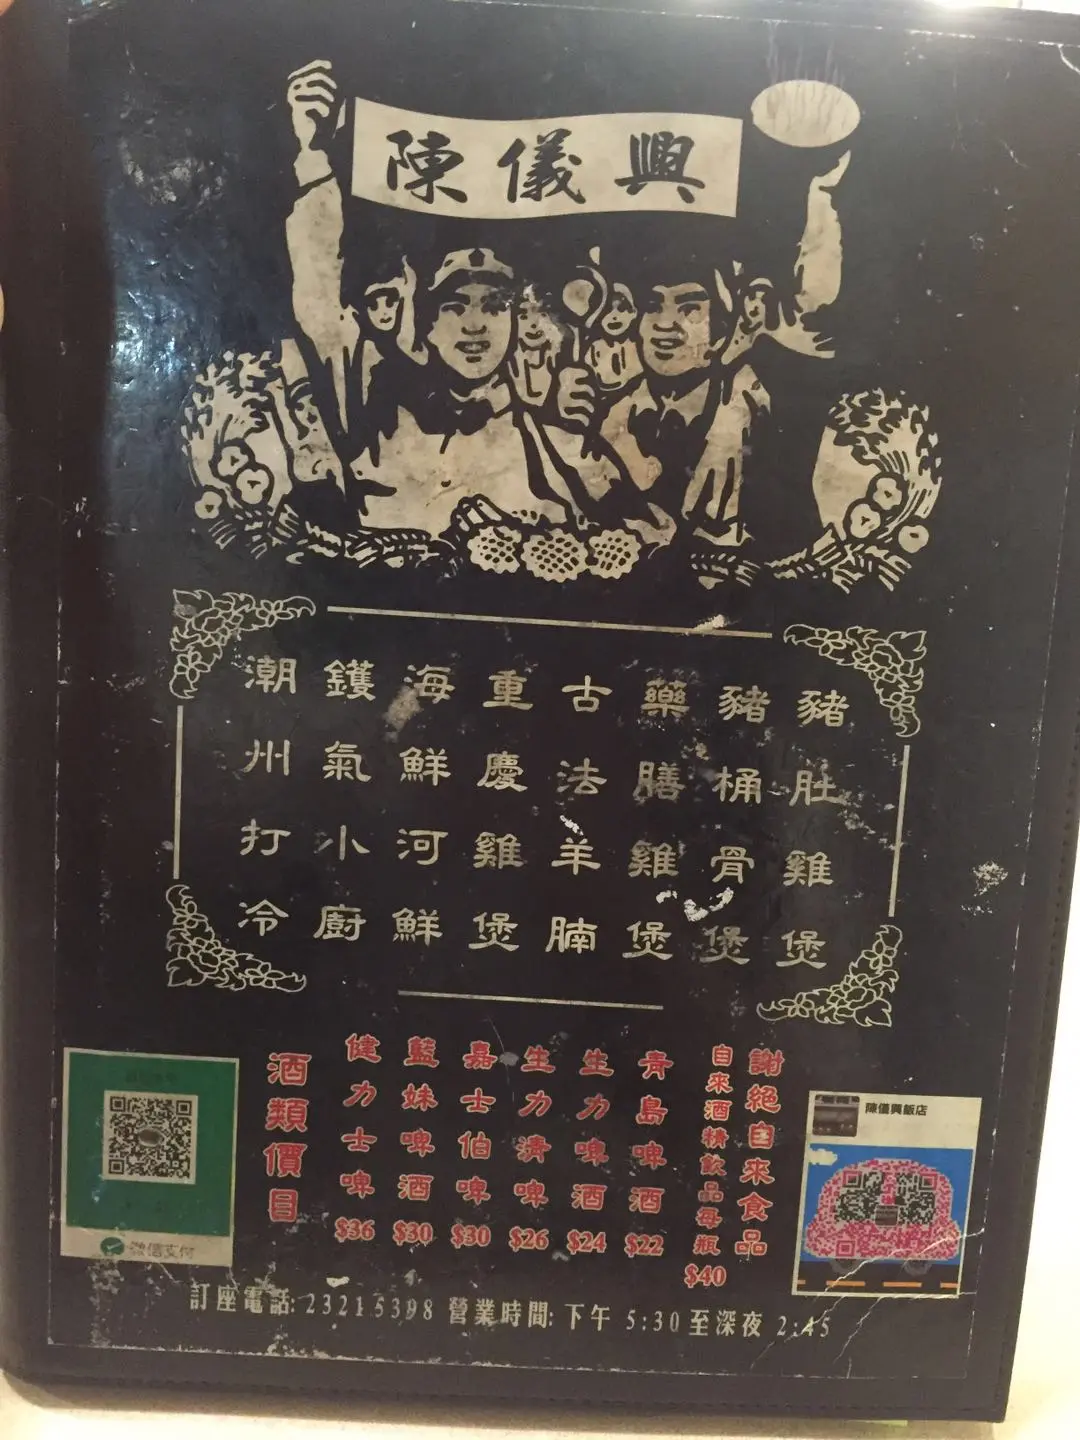 陳儀興
潮州打冷
鑊氣小廚
海鮮河鮮
重慶雞煲
古法羊腩
藥膳雞煲
豬桶骨煲
豬肚雞煲
酒類價目
健力士啤 $36
藍妹啤酒 $30
嘉士伯啤 $30
生力清啤 $26
生力啤酒 $24
青島啤酒 $22
謝絕自來食品
自來酒精飲品每瓶 $40
微信支付
陳儀興飯店
訂座電話: 23215398 營業時間: 下午 5:30 至深夜 2:45